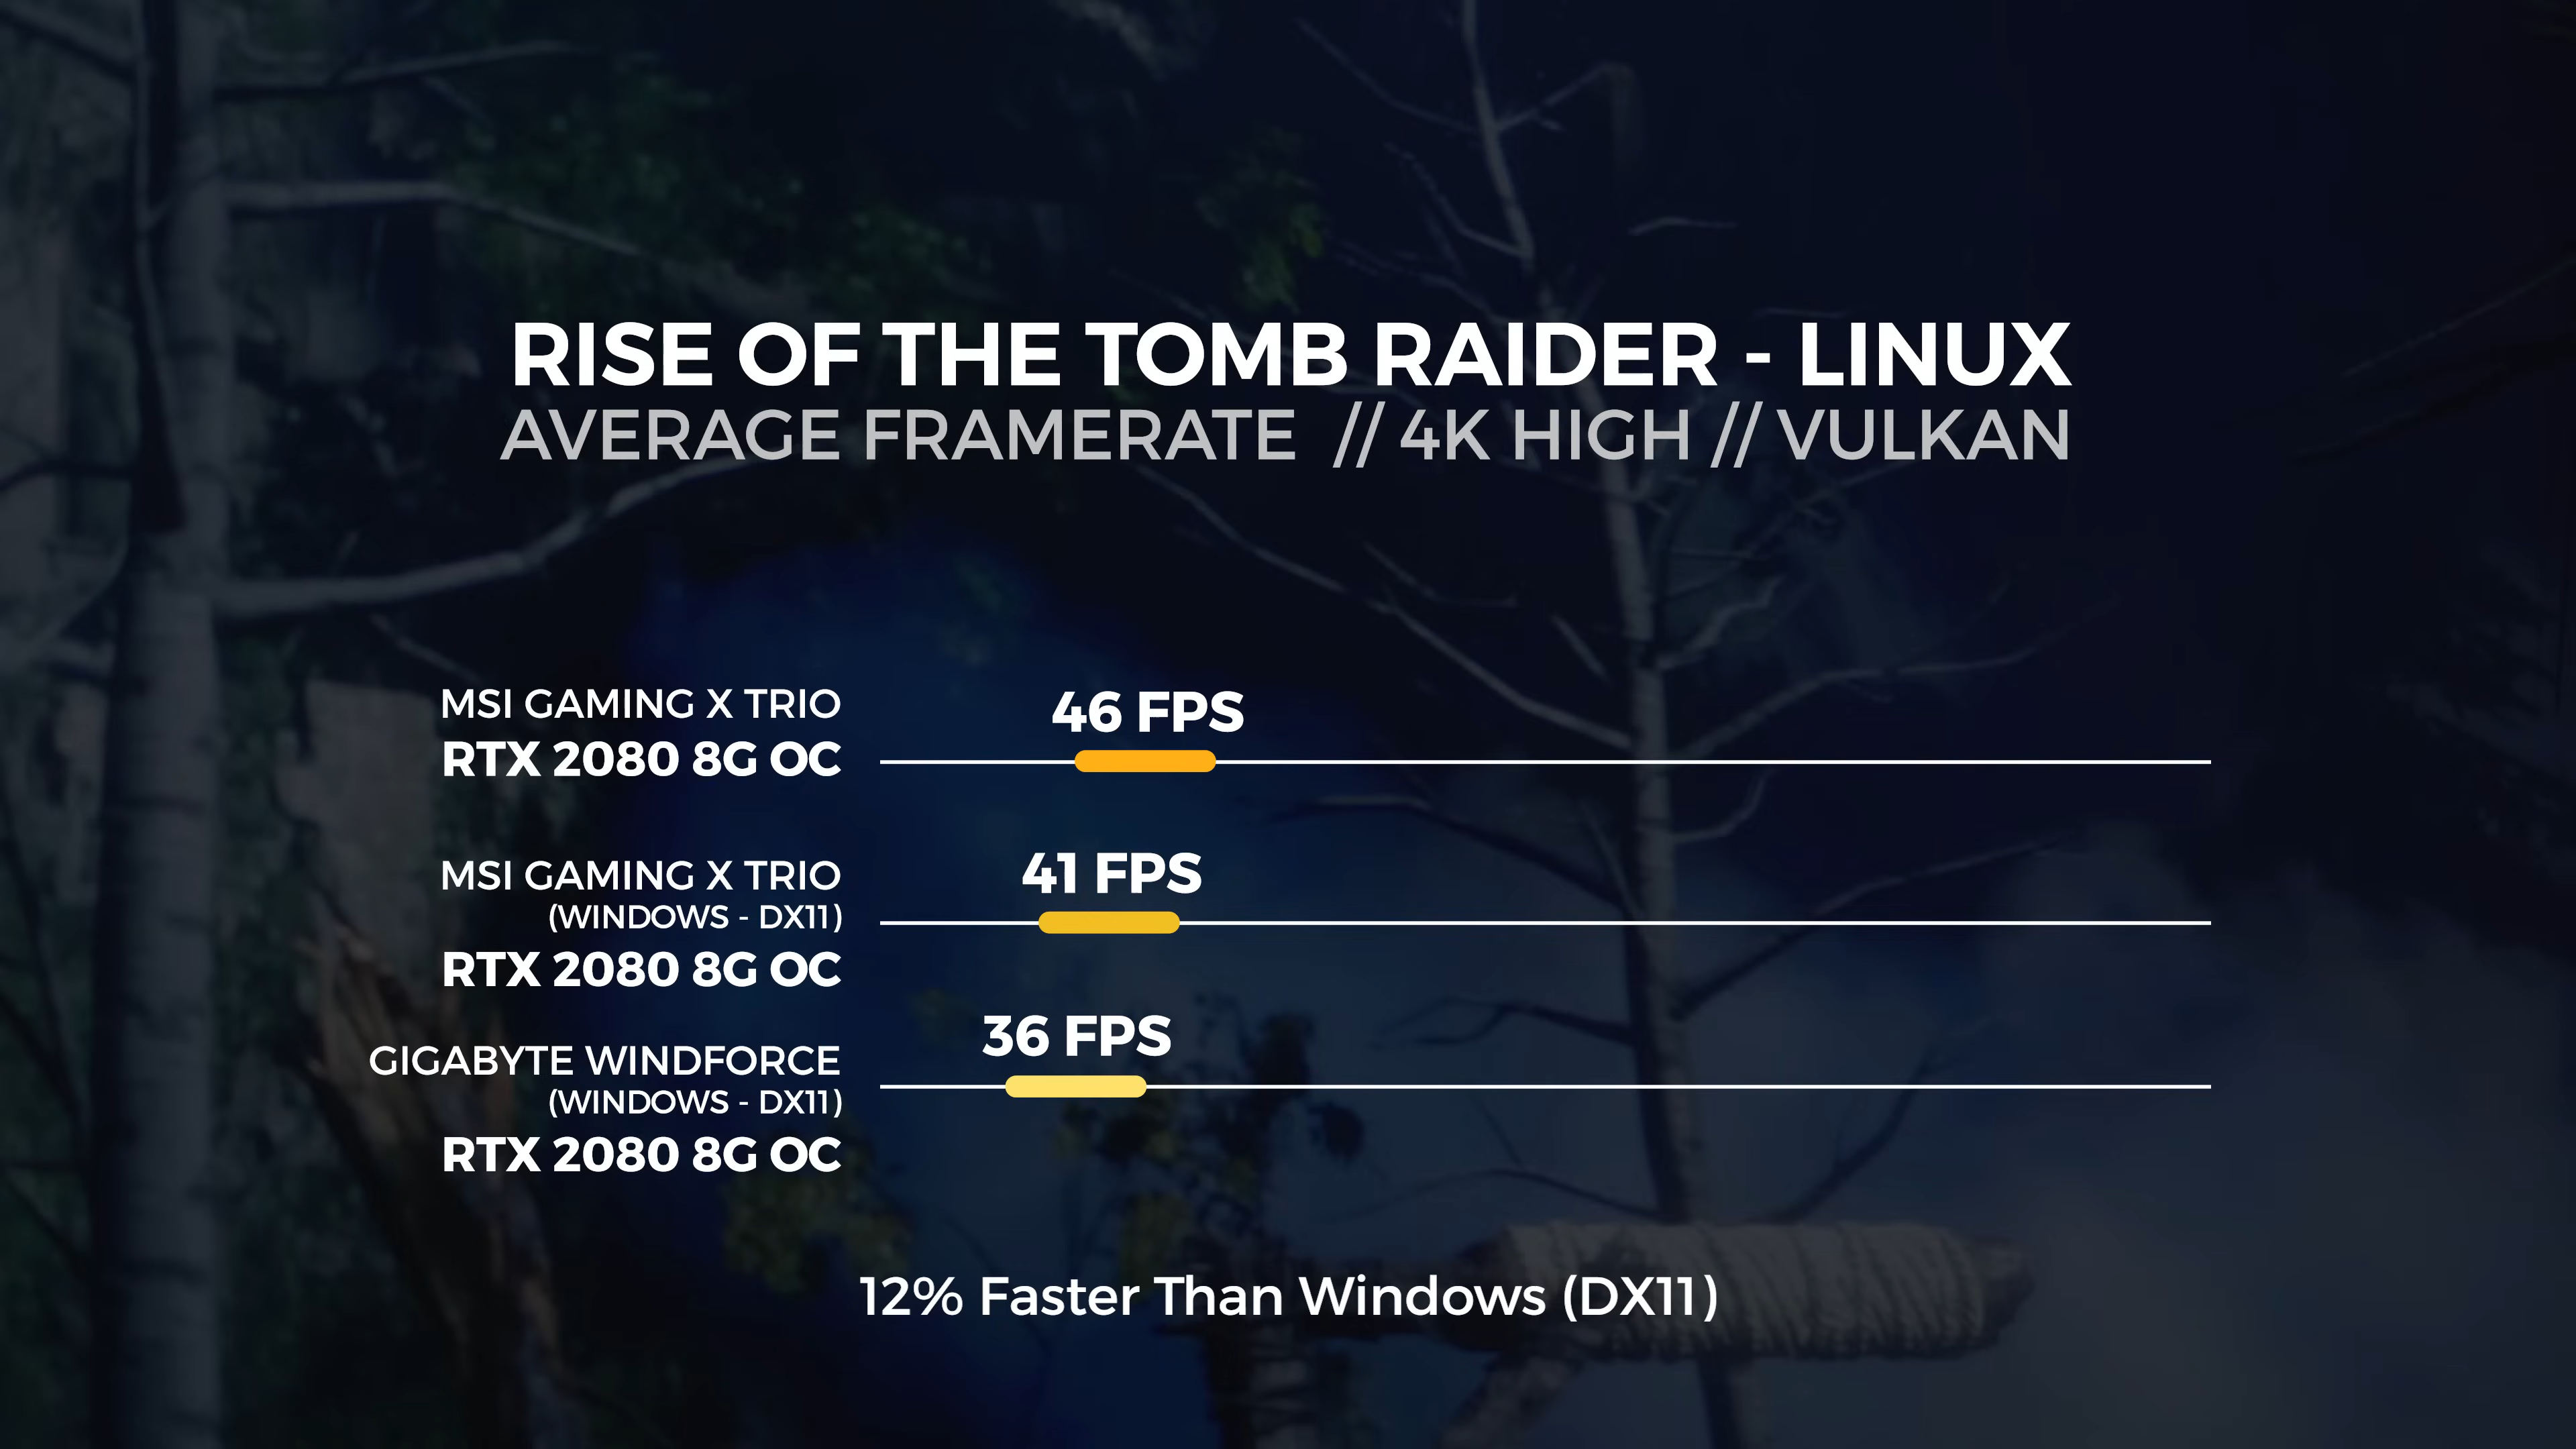 RISE OF THE TOMB RAIDER - LINUX
AVERAGE FRAMERATE // 4K HIGH // VULKAN
MSI GAMING X TRIO
RTX 2080 8G OC
46 FPS
MSI GAMING X TRIO
(WINDOWS - DX11)
RTX 2080 8G OC
41 FPS
GIGABYTE WINDFORCE
(WINDOWS - DX11)
RTX 2080 8G OC
36 FPS
12% Faster Than Windows (DX11)